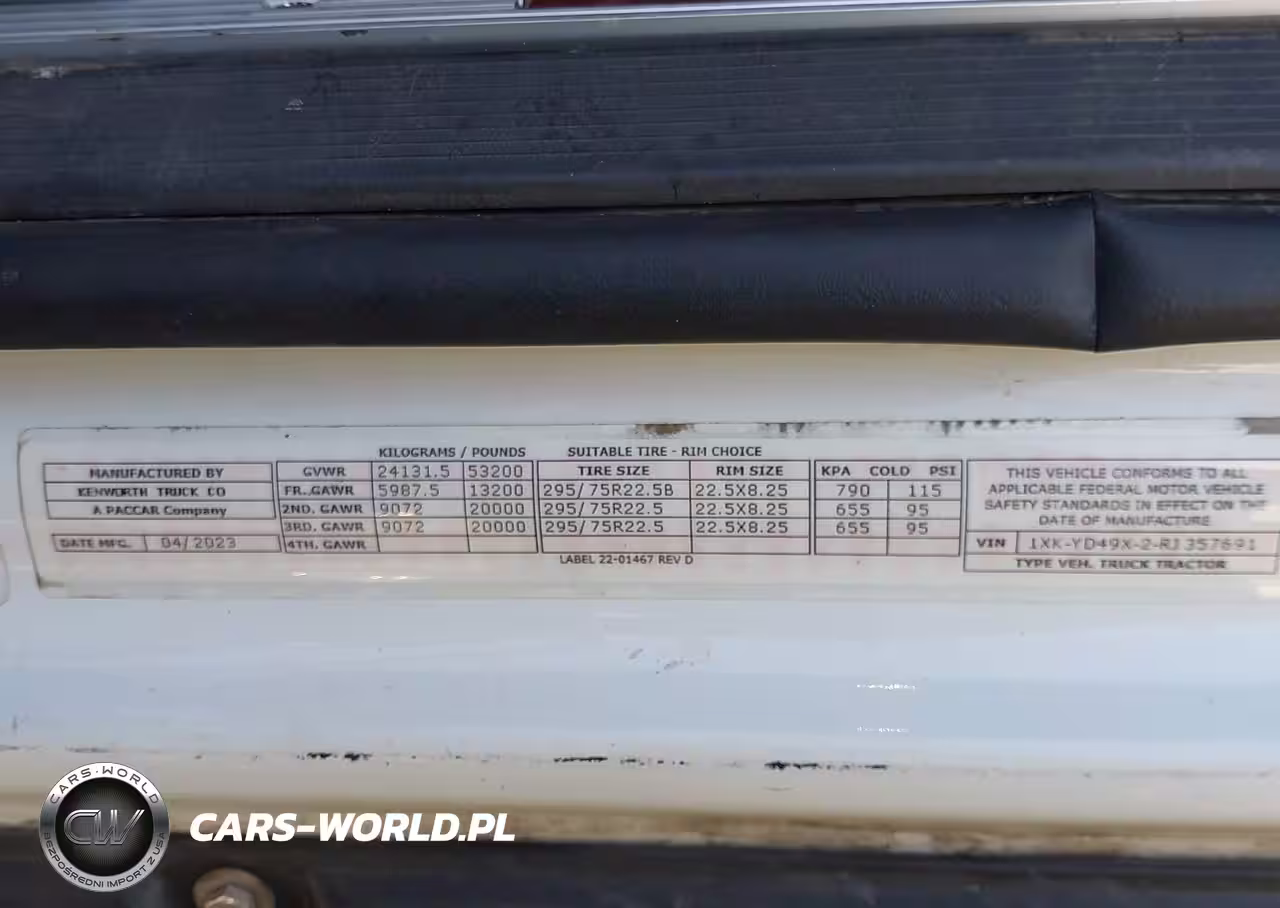 KILOGRAMS / POUNDS SUITABLE TIRE - RIM CHOICE
MANUFACTURED BY GVWR 24131.5 53200 TIRE SIZE RIM SIZE KPA COLD PSI
KENWORTH TRUCK CO FR. GAWR 5987.5 13200 295/ 75R22.5B 22.5X8.25 790 115
A PACCAR Company 2ND. GAWR 9072 20000 295/ 75R22.5 22.5X8.25 655 95
3RD. GAWR 9072 20000 295/ 75R22.5 22.5X8.25 655 95
DATE MFG. 04/2023 4TH. GAWR
LABEL 22-01467 REV D
THIS VEHICLE CONFORMS TO ALL
APPLICABLE FEDERAL MOTOR VEHICLE
SAFETY STANDARDS IN EFFECT ON THE
DATE OF MANUFACTURE
VIN 1XK-YD49X-2-RJ357691
TYPE VEH. TRUCK TRACTOR
CARS-WORLD
CW
BEZPOŚREDNI IMPORT Z USA
CARS-WORLD.PL